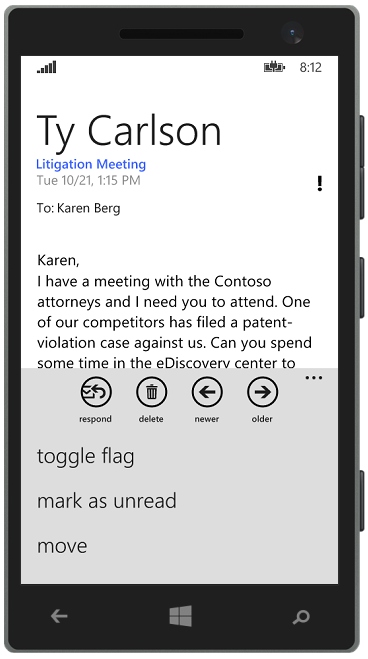 8:12
Ty Carlson
Litigation Meeting
Tue 10/21, 1:15 PM
!
To: Karen Berg
Karen,
I have a meeting with the Contoso
attorneys and I need you to attend. One
of our competitors has filed a patent-
violation case against us. Can you spend
some time in the eDiscovery center to
...
respond delete newer older
toggle flag
mark as unread
move